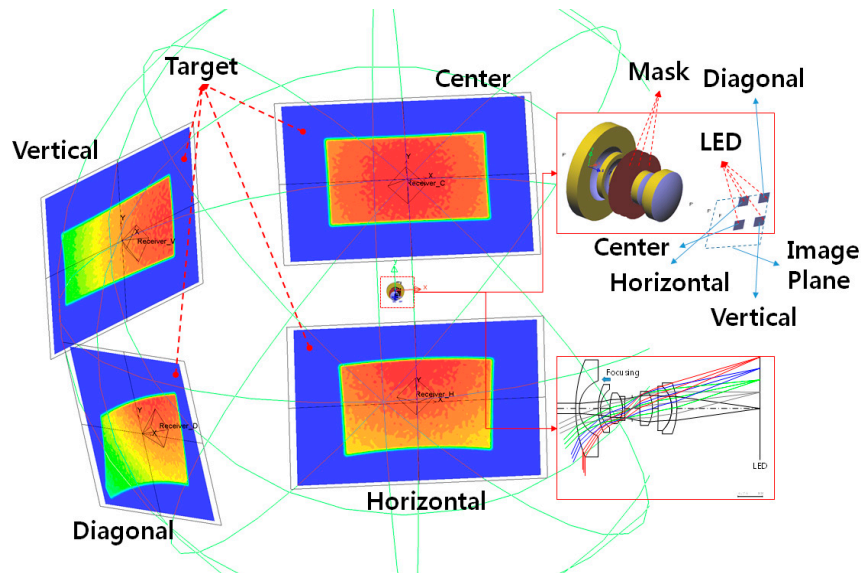 Target
Center
Mask
Diagonal
Vertical
LED
Y
X
Receiver_C
Y
X
Receiver_V
Center
Image
Plane
Horizontal
X
Vertical
Focusing
Y
X
Receiver_H
Y
X
Receiver_D
LED
Horizontal
Diagonal